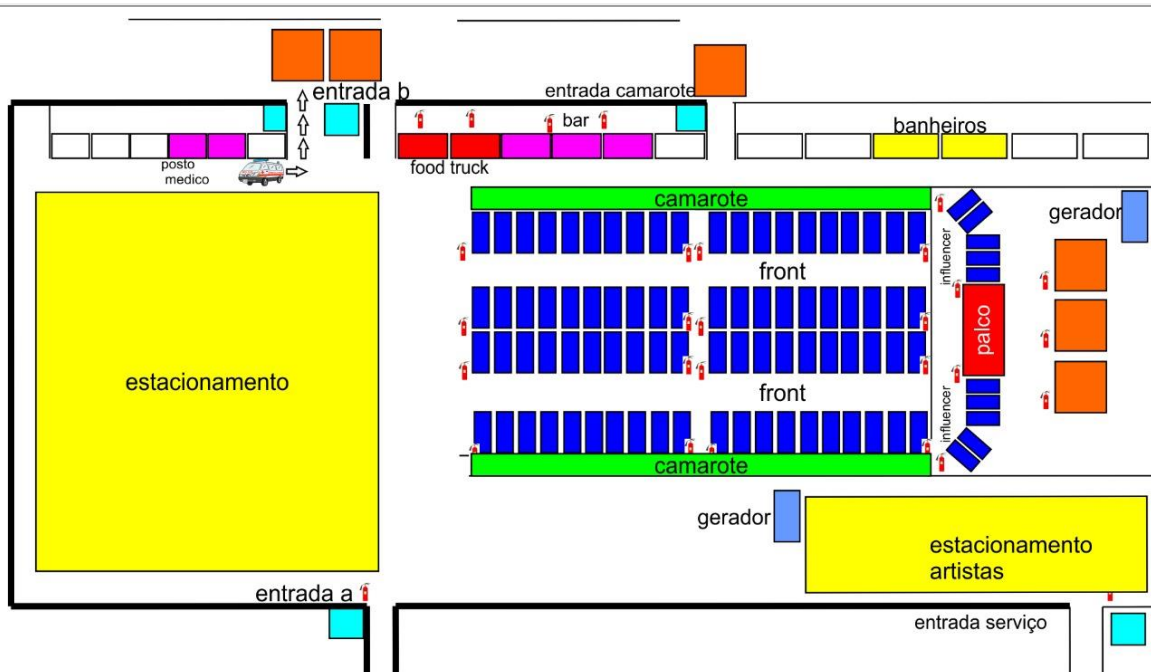 entrada b
entrada camarote
bar
banheiros
posto
medico
food truck
camarote
gerador
influencer
front
palco
estacionamento
front
influencer
camarote
gerador
estacionamento
artistas
entrada a
entrada serviço